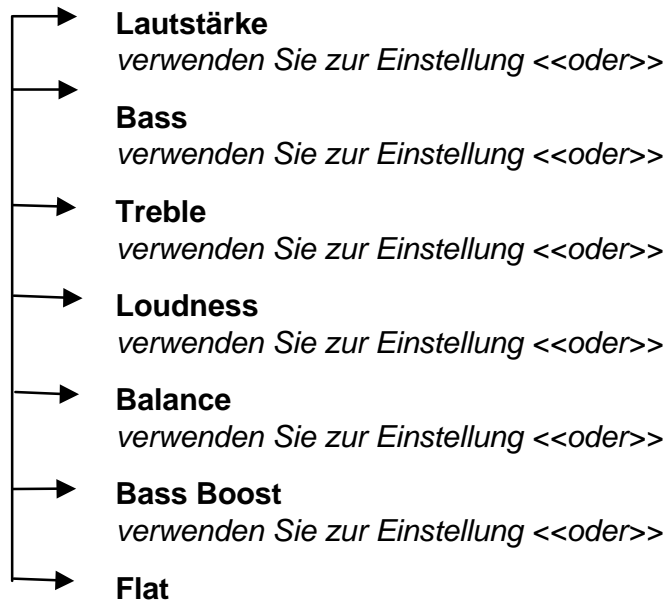 Lautstärke
verwenden Sie zur Einstellung <<oder>>
Bass
verwenden Sie zur Einstellung <<oder>>
Treble
verwenden Sie zur Einstellung <<oder>>
Loudness
verwenden Sie zur Einstellung <<oder>>
Balance
verwenden Sie zur Einstellung <<oder>>
Bass Boost
verwenden Sie zur Einstellung <<oder>>
Flat